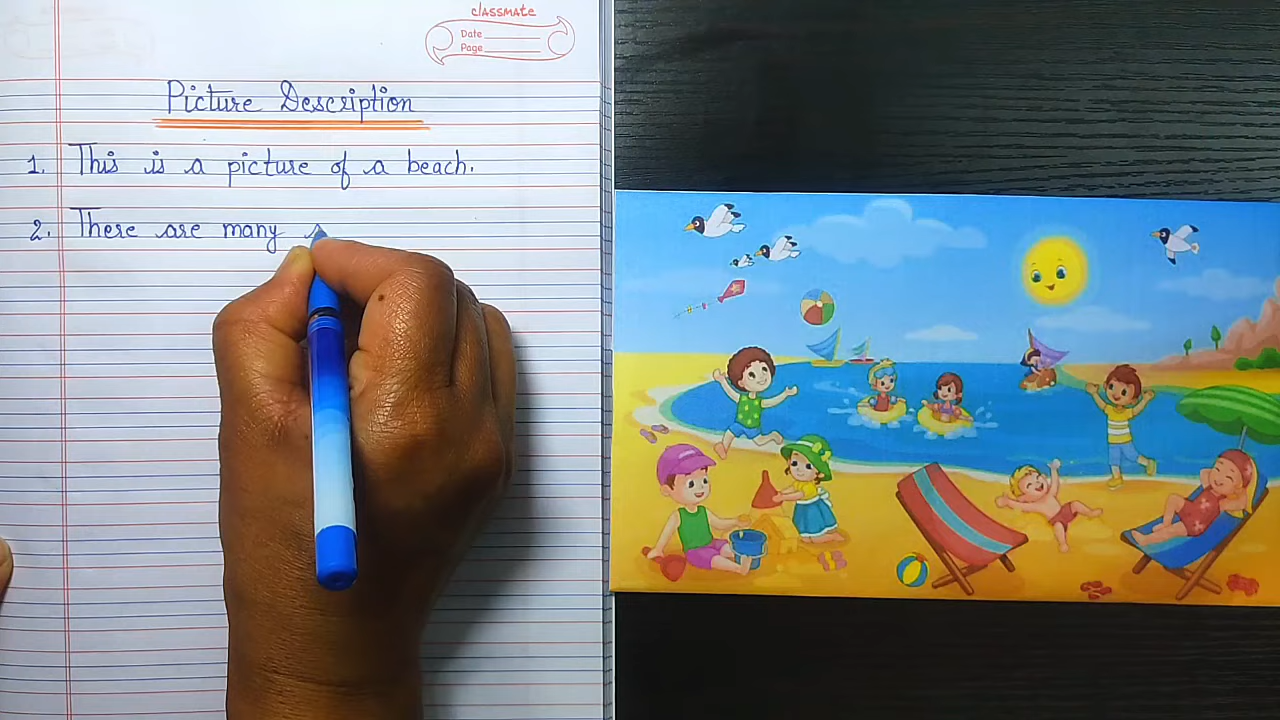 classmate
Date
Page
Picture Description
1. This is a picture of a beach.
2. There are many